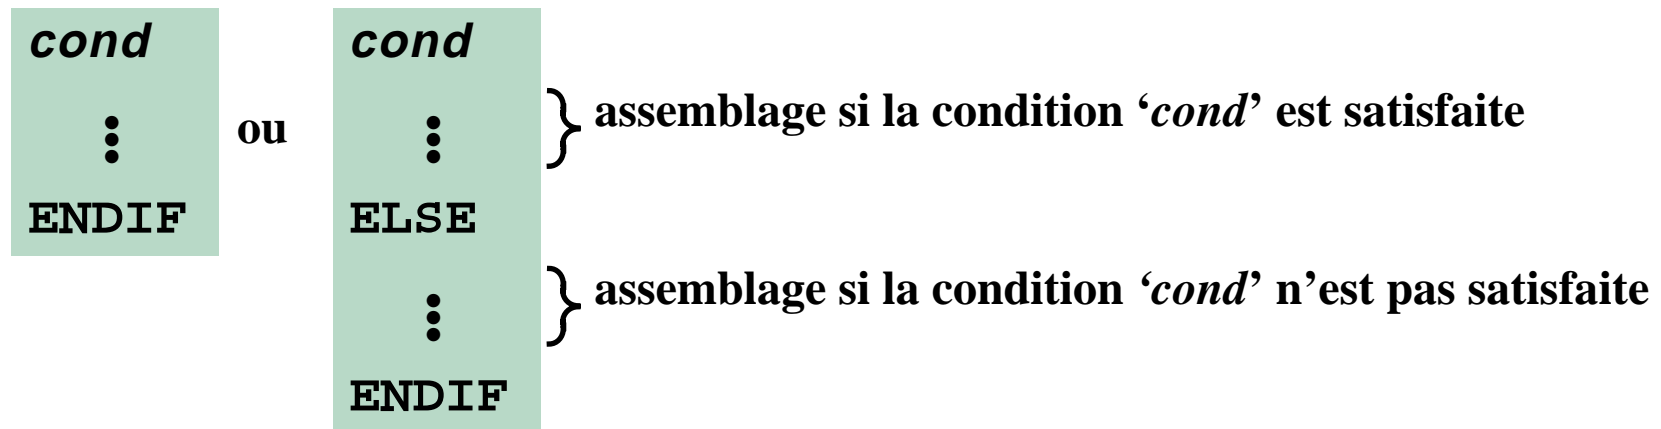 cond
⋮
ENDIF
ou
cond
⋮
assemblage si la condition ‘cond’ est satisfaite
ELSE
⋮
assemblage si la condition ‘cond’ n’est pas satisfaite
ENDIF